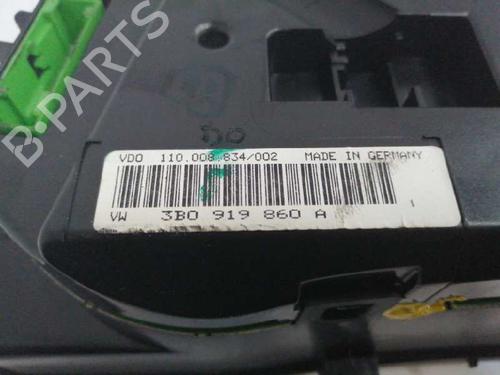 B-PARTS
VDO 110.008.834/002 MADE IN GERMANY
VW 3B0 919 860 A